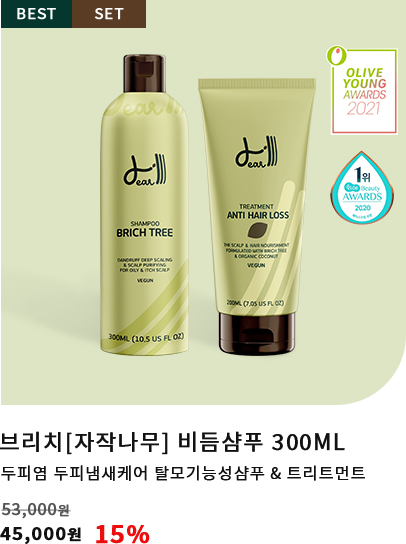 BEST
SET
OLIVE
YOUNG
AWARDS
2021
1위
Beauty
AWARDS
2020
Dear
SHAMPOO
BRICH TREE
DANDRUFF DEEP SCALING
& SCALP PURIFYING
FOR OILY & ITCH SCALP
VEGUN
300ML (10.5 US FL OZ)
Dear
TREATMENT
ANTI HAIR LOSS
THE SCALP & HAIR NOURISHMENT
FORMULATED WITH BRICH TREE
& ORGANIC COCONUT
VEGUN
200ML (7.05 US FL OZ)
브리치[자작나무] 비듬샴푸 300ML
두피염 두피냄새케어 탈모기능성샴푸 & 트리트먼트
53,000원
45,000원 15%